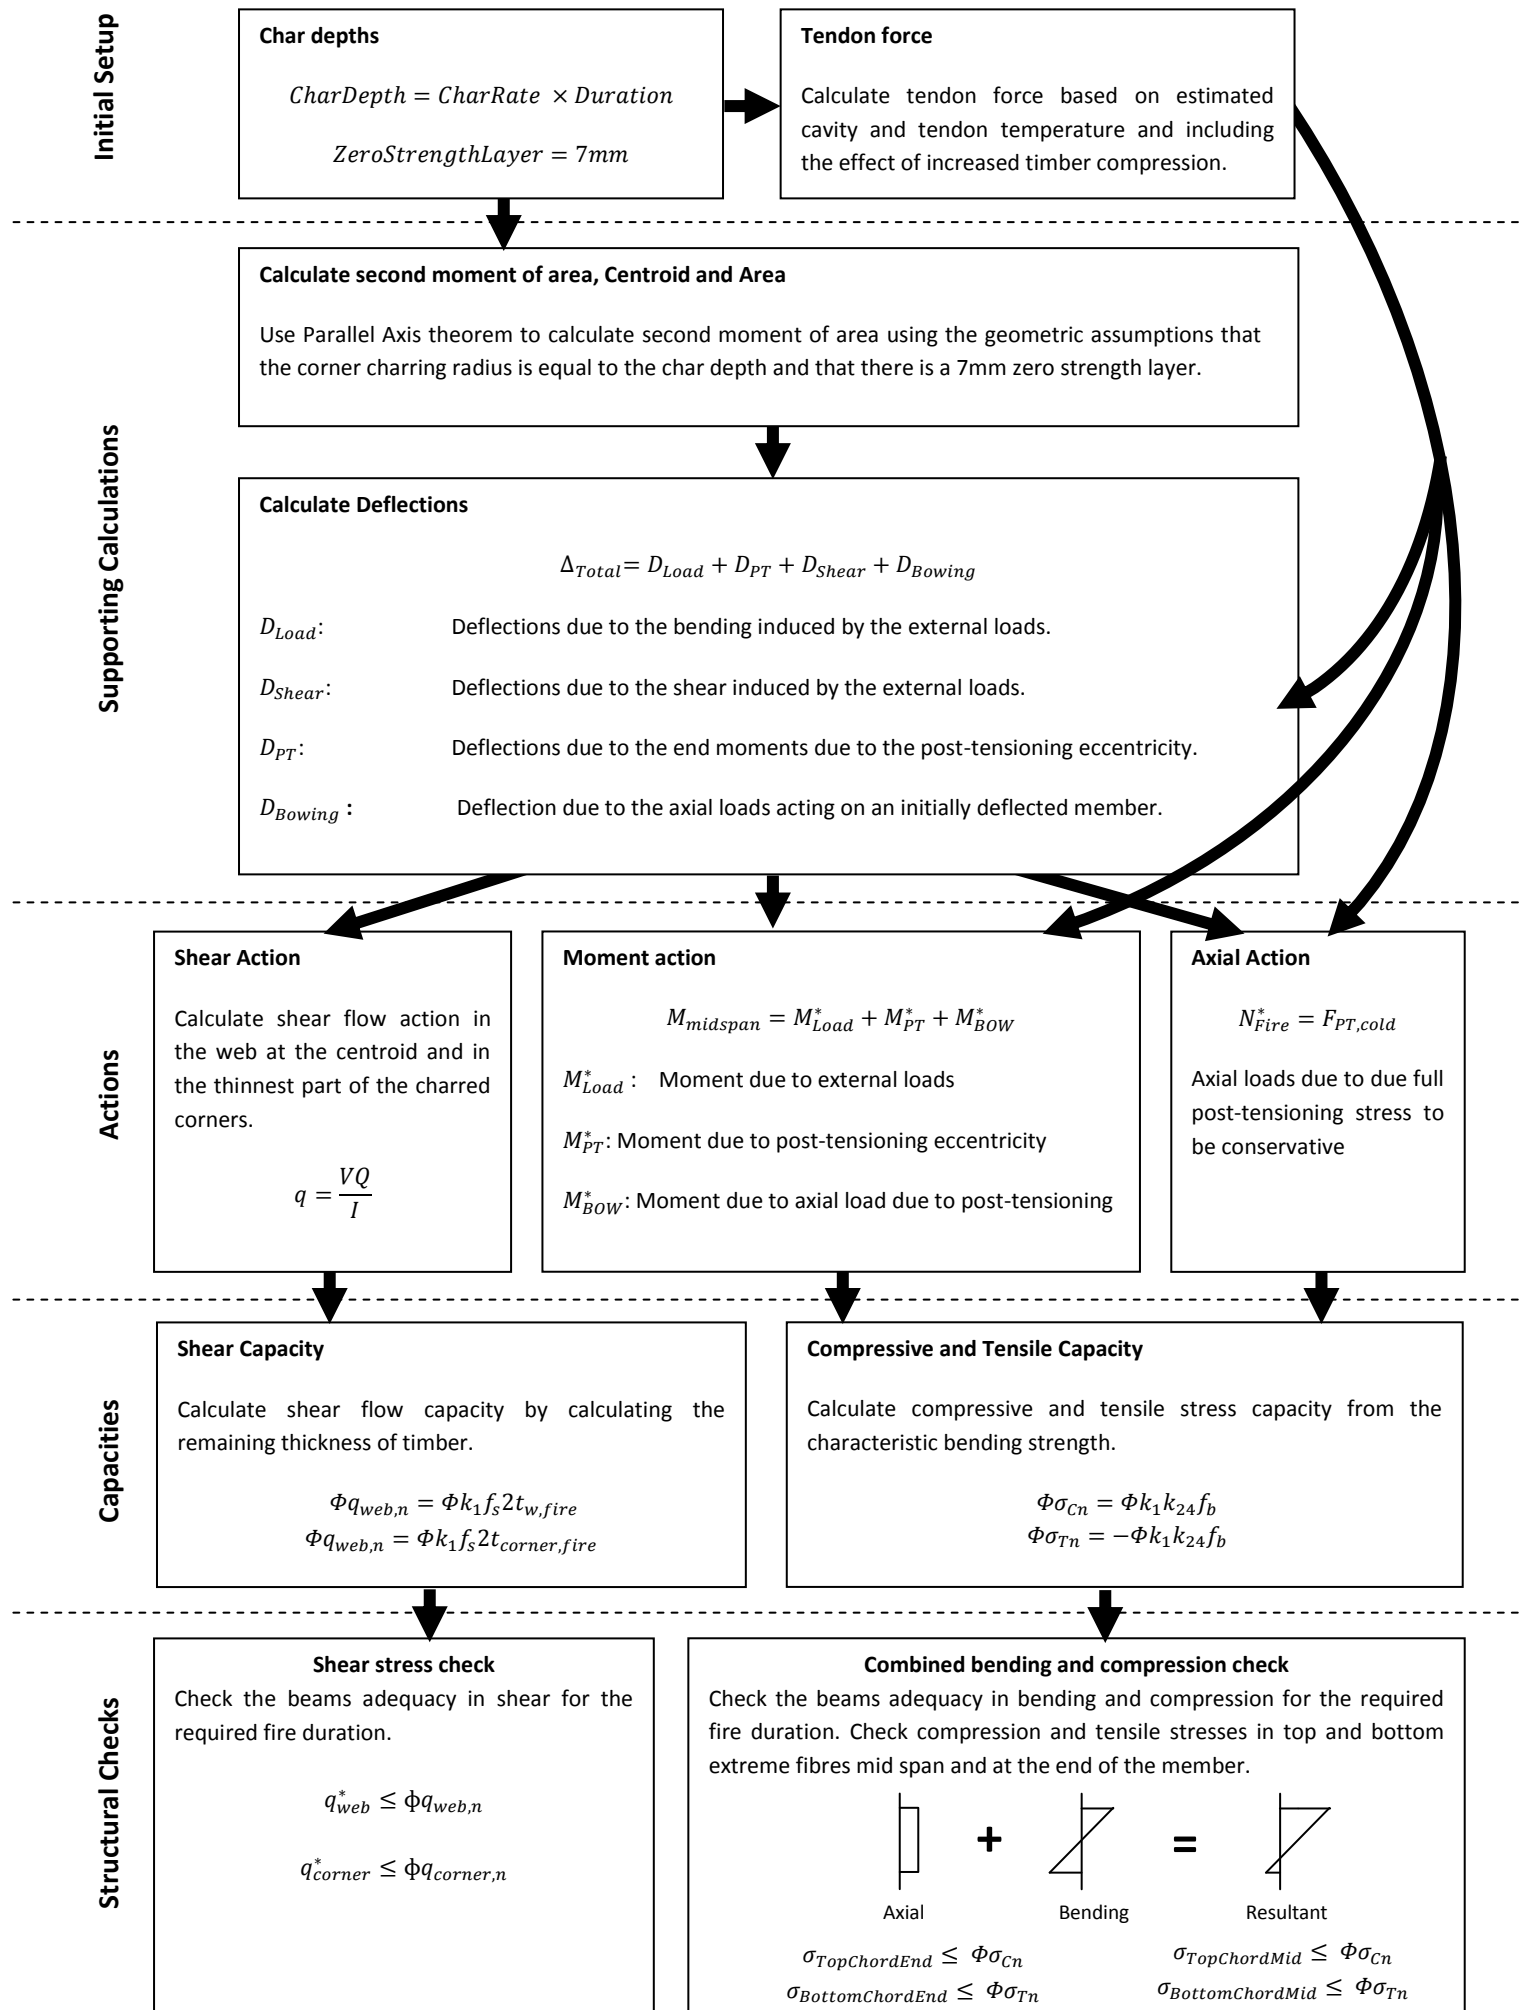 Initial Setup
Char depths
CharDepth = CharRate × Duration
ZeroStrengthLayer = 7mm
Tendon force
Calculate tendon force based on estimated
cavity and tendon temperature and including
the effect of increased timber compression.
Supporting Calculations
Calculate second moment of area, Centroid and Area
Use Parallel Axis theorem to calculate second moment of area using the geometric assumptions that
the corner charring radius is equal to the char depth and that there is a 7mm zero strength layer.
Calculate Deflections
Δ_Total = D_Load + D_PT + D_Shear + D_Bowing
D_Load: Deflections due to the bending induced by the external loads.
D_Shear: Deflections due to the shear induced by the external loads.
D_PT: Deflections due to the end moments due to the post-tensioning eccentricity.
D_Bowing : Deflection due to the axial loads acting on an initially deflected member.
Actions
Shear Action
Calculate shear flow action in
the web at the centroid and in
the thinnest part of the charred
corners.
q = VQ/I
Moment action
M_midspan = M*_Load + M*_PT + M*_BOW
M*_Load : Moment due to external loads
M*_PT: Moment due to post-tensioning eccentricity
M*_BOW: Moment due to axial load due to post-tensioning
Axial Action
N*_Fire = F_PT,cold
Axial loads due to due full
post-tensioning stress to
be conservative
Capacities
Shear Capacity
Calculate shear flow capacity by calculating the
remaining thickness of timber.
Φq_web,n = Φk_1 f_s 2t_w,fire
Φq_web,n = Φk_1 f_s 2t_corner,fire
Compressive and Tensile Capacity
Calculate compressive and tensile stress capacity from the
characteristic bending strength.
Φσ_Cn = Φk_1 k_24 f_b
Φσ_Tn = −Φk_1 k_24 f_b
Structural Checks
Shear stress check
Check the beams adequacy in shear for the
required fire duration.
q*_web ≤ ϕq_web,n
q*_corner ≤ ϕq_corner,n
Combined bending and compression check
Check the beams adequacy in bending and compression for the required
fire duration. Check compression and tensile stresses in top and bottom
extreme fibres mid span and at the end of the member.
+ =
Axial Bending Resultant
σ_TopChordEnd ≤ Φσ_Cn σ_TopChordMid ≤ Φσ_Cn
σ_BottomChordEnd ≤ Φσ_Tn σ_BottomChordMid ≤ Φσ_Tn